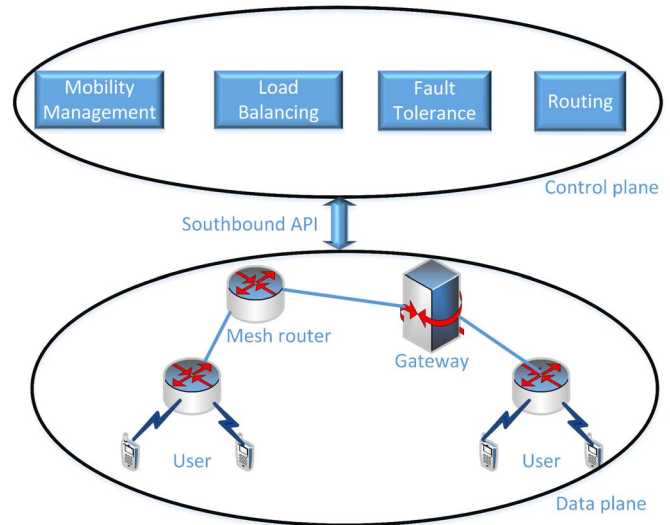 Mobility
Management
Load
Balancing
Fault
Tolerance
Routing
Control plane
Southbound API
Mesh router
Gateway
User
User
Data plane